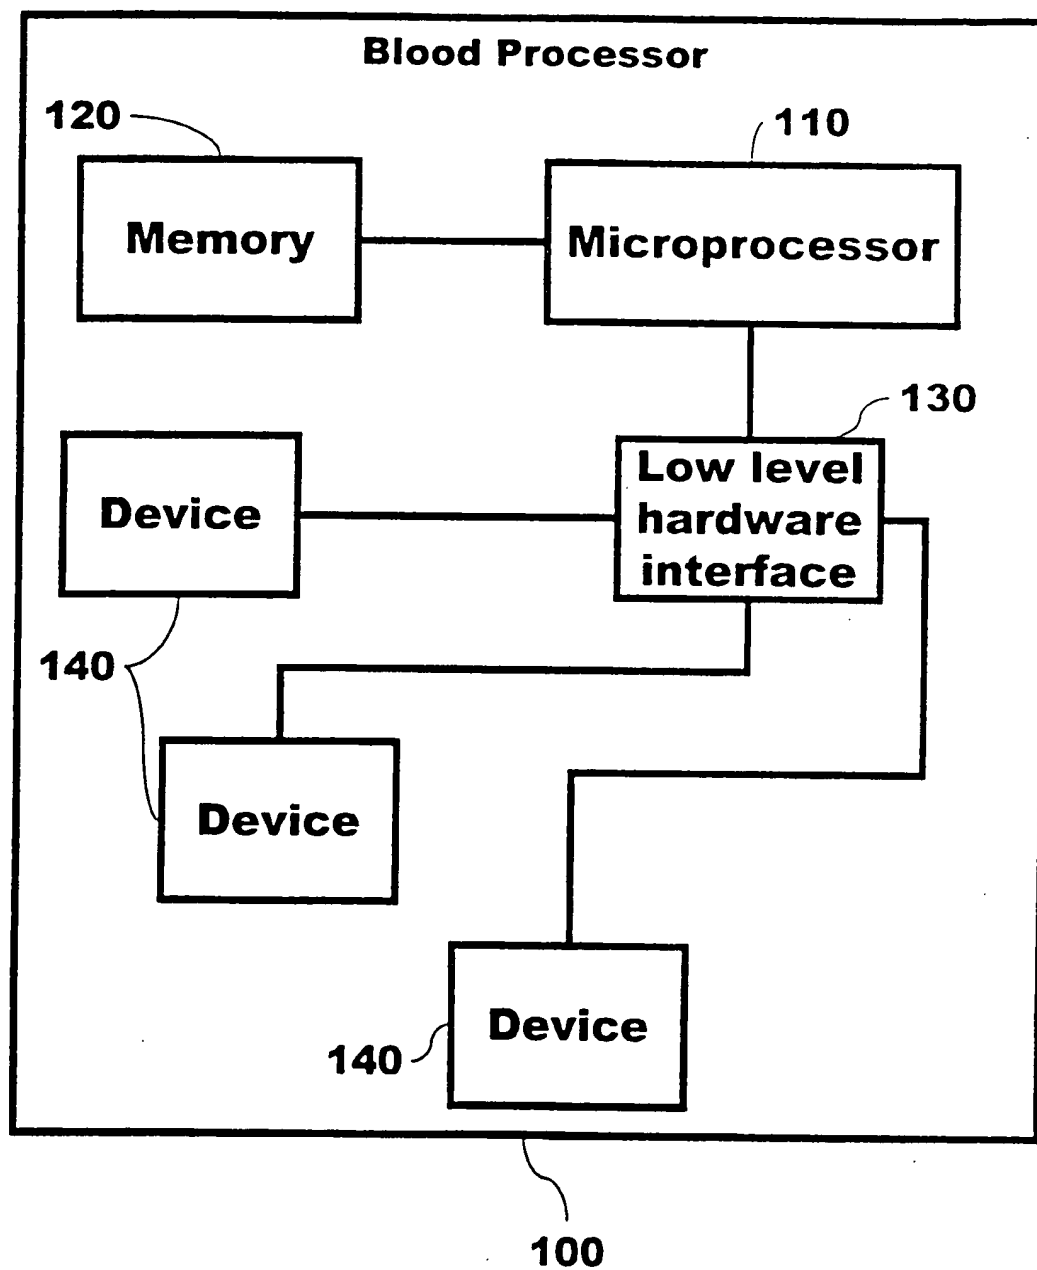 Blood Processor
120
110
Memory
Microprocessor
130
Low level
hardware
interface
Device
140
Device
Device
140
100